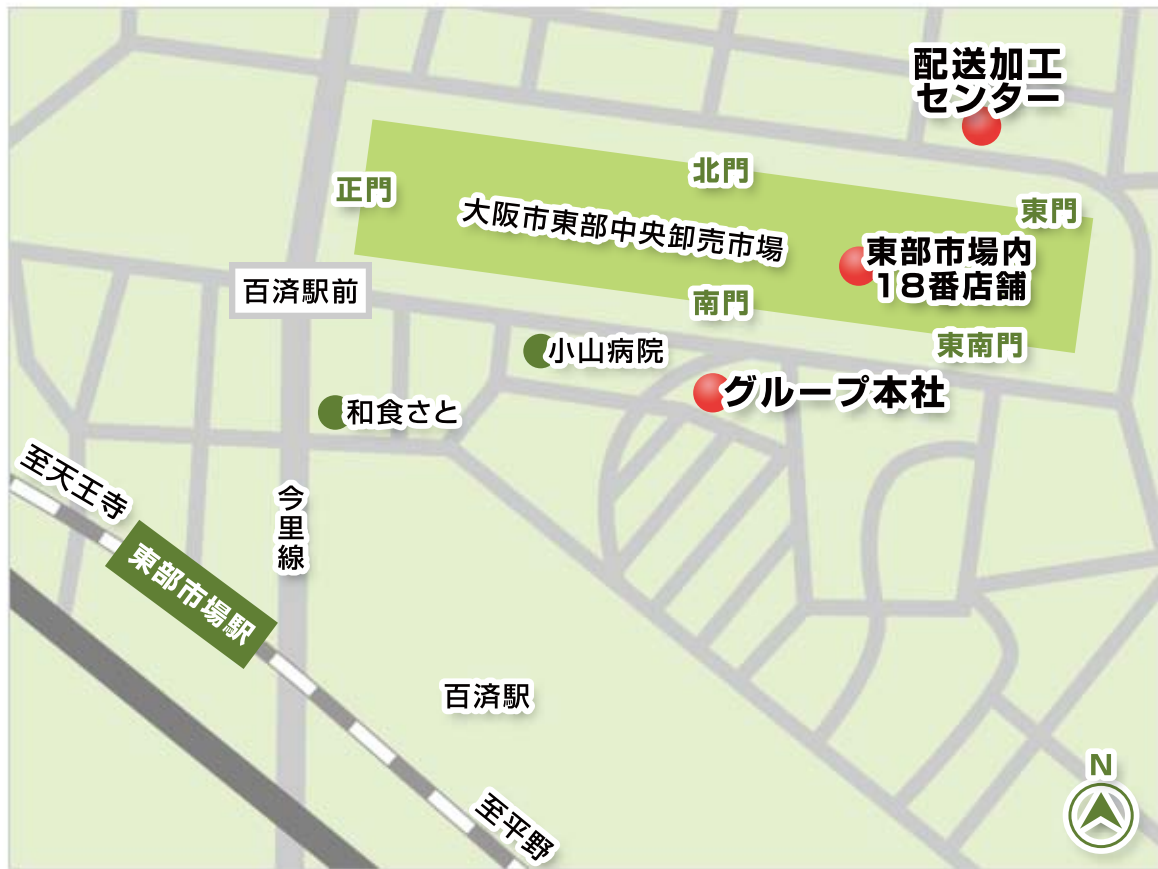 配送加工
センター
北門
正門
東門
大阪市東部中央卸売市場
東部市場内
18番店舗
百済駅前
南門
東南門
小山病院
グループ本社
和食さと
至天王寺
今里線
東部市場駅
百済駅
至平野
N